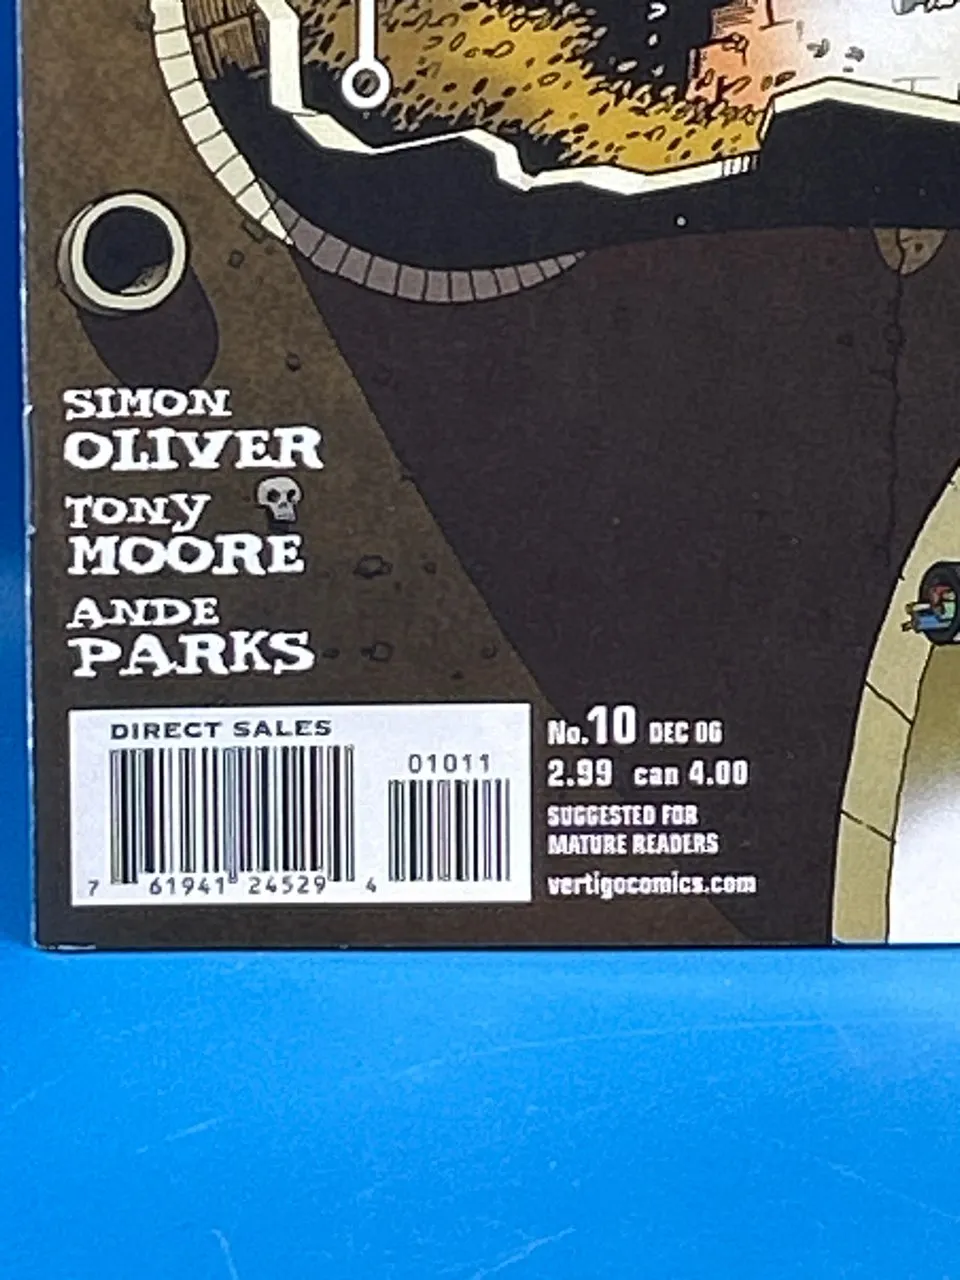 SIMON
OLIVER
TONY
MOORE
ANDE
PARKS
DIRECT SALES
01011
7 61941 24529 4
No. 10 DEC 06
2.99 can 4.00
SUGGESTED FOR
MATURE READERS
vertigocomics.com